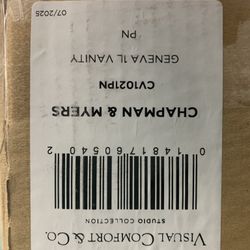 VISUAL COMFORT & CO.
STUDIO COLLECTION
0 14817 60540 2
CHAPMAN & MYERS
CV1021PN
GENEVA 1L VANITY
PN
07/2025